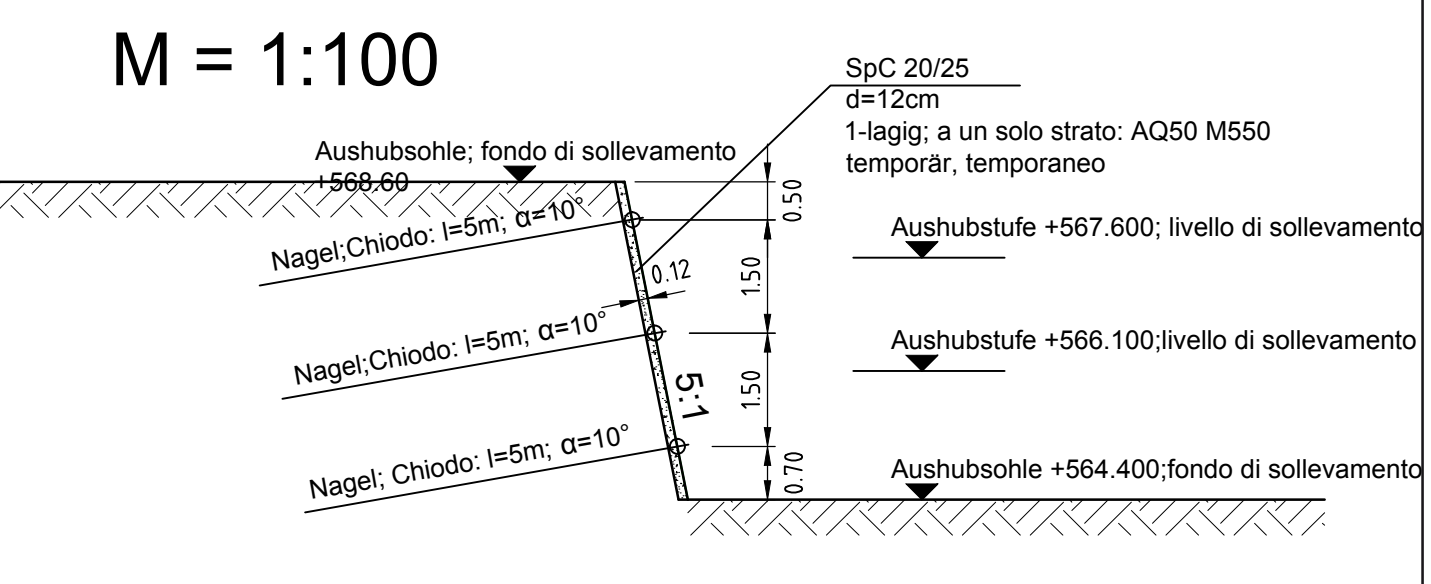 M = 1:100
SpC 20/25
d=12cm
1-lagig; a un solo strato: AQ50 M550
temporär, temporaneo
Aushubsohle; fondo di sollevamento
+568.60
0.50
Nagel;Chiodo: l=5m; α=10°
Aushubstufe +567.600; livello di sollevamento
0.12
1.50
Nagel;Chiodo: l=5m; α=10°
Aushubstufe +566.100;livello di sollevamento
5:1
1.50
Nagel; Chiodo: l=5m; α=10°
0.70
Aushubsohle +564.400;fondo di sollevamento